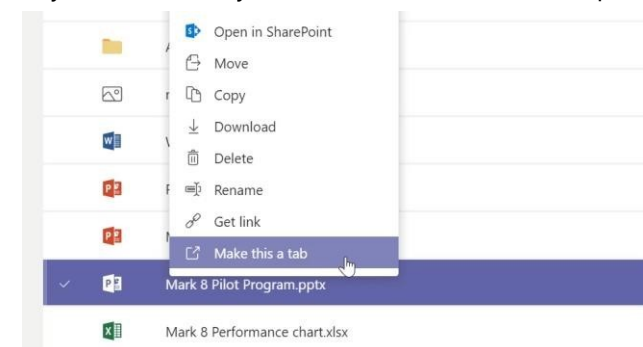 Open in SharePoint
Move
Copy
Download
Delete
Rename
Get link
Make this a tab
Mark 8 Pilot Program.pptx
Mark 8 Performance chart.xlsx